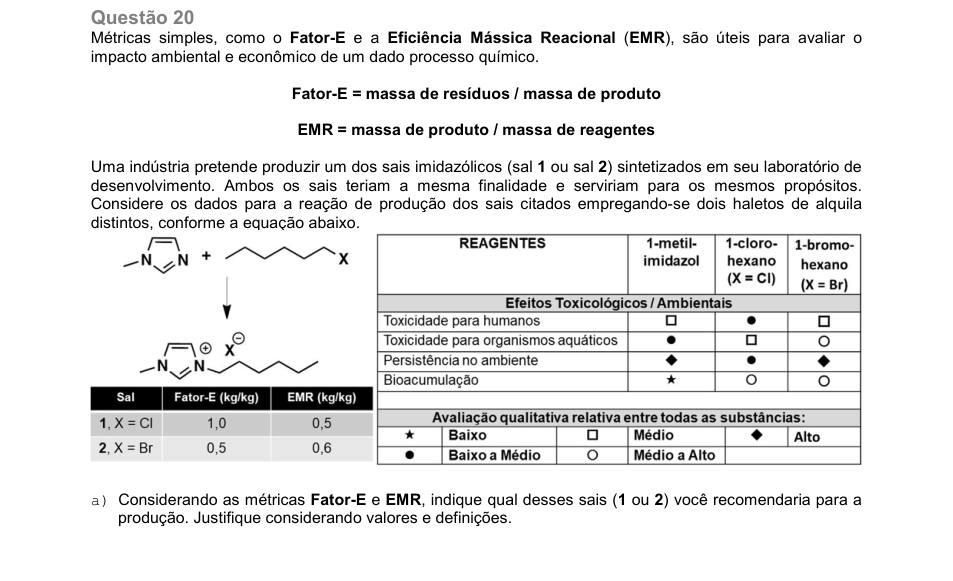 Questão 20
Métricas simples, como o Fator-E e a Eficiência Mássica Reacional (EMR), são úteis para avaliar o
impacto ambiental e econômico de um dado processo químico.
Fator-E = massa de resíduos / massa de produto
EMR = massa de produto / massa de reagentes
Uma indústria pretende produzir um dos sais imidazólicos (sal 1 ou sal 2) sintetizados em seu laboratório de
desenvolvimento. Ambos os sais teriam a mesma finalidade e serviriam para os mesmos propósitos.
Considere os dados para a reação de produção dos sais citados empregando-se dois haletos de alquila
distintos, conforme a equação abaixo.
N N + X
X
N N
Sal Fator-E (kg/kg) EMR (kg/kg)
1, X = Cl 1,0 0,5
2, X = Br 0,5 0,6
REAGENTES 1-metil-imidazol 1-cloro-hexano (X = Cl) 1-bromo-hexano (X = Br)
Efeitos Toxicológicos / Ambientais
Toxicidade para humanos □ ● □
Toxicidade para organismos aquáticos ● □ ○
Persistência no ambiente ◆ ● ◆
Bioacumulação ★ ○ ○
Avaliação qualitativa relativa entre todas as substâncias:
★ Baixo □ Médio ◆ Alto
● Baixo a Médio ○ Médio a Alto
a) Considerando as métricas Fator-E e EMR, indique qual desses sais (1 ou 2) você recomendaria para a
produção. Justifique considerando valores e definições.